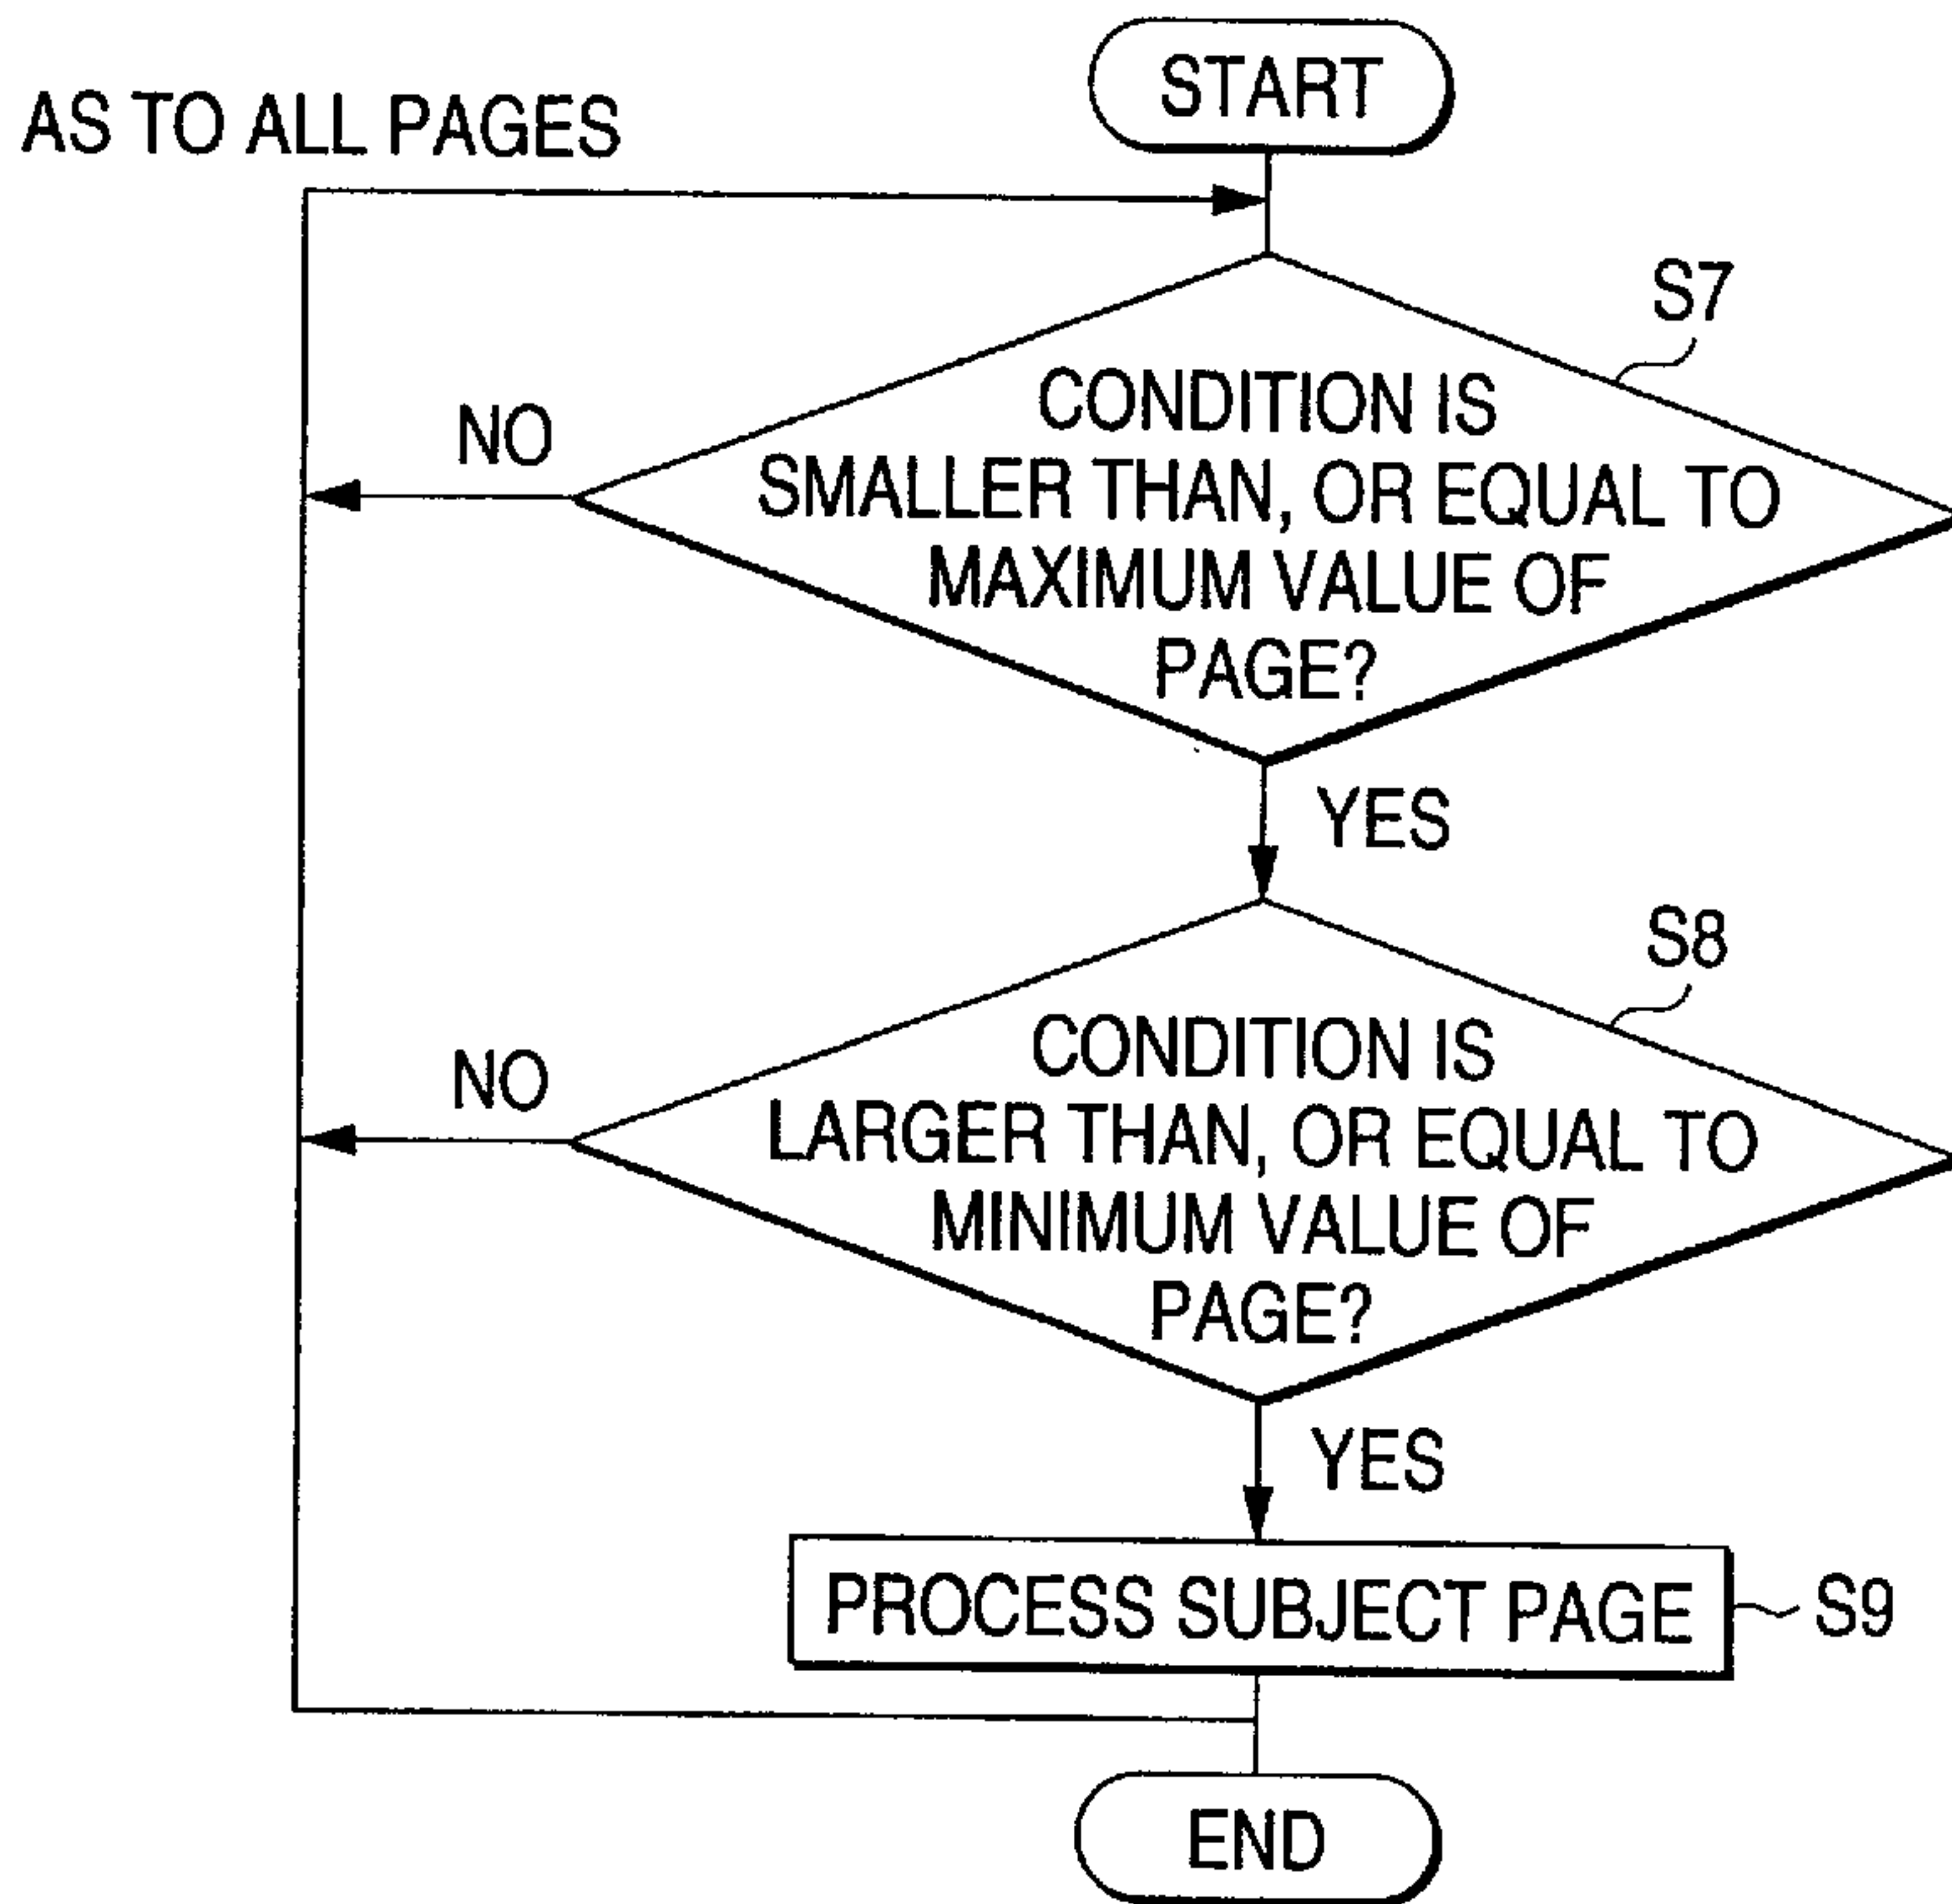 START
AS TO ALL PAGES
S7
CONDITION IS
SMALLER THAN, OR EQUAL TO
MAXIMUM VALUE OF
PAGE?
NO
YES
S8
CONDITION IS
LARGER THAN, OR EQUAL TO
MINIMUM VALUE OF
PAGE?
NO
YES
PROCESS SUBJECT PAGE
S9
END